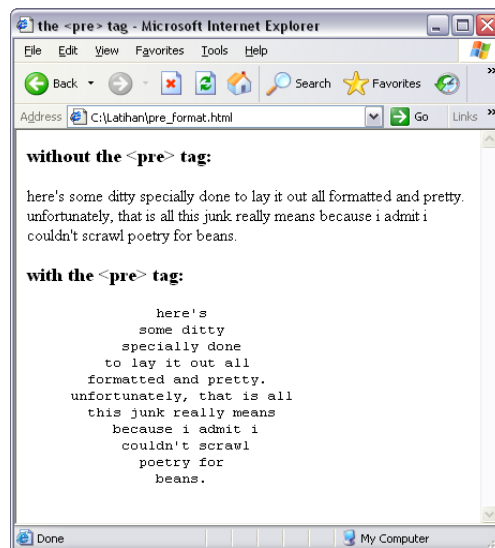 the <pre> tag - Microsoft Internet Explorer
File Edit View Favorites Tools Help
Back Search Favorites »
Address C:\Latihan\pre_format.html Go Links »
without the <pre> tag:
here's some ditty specially done to lay it out all formatted and pretty.
unfortunately, that is all this junk really means because i admit i
couldn't scrawl poetry for beans.
with the <pre> tag:
here's
some ditty
specially done
to lay it out all
formatted and pretty.
unfortunately, that is all
this junk really means
because i admit i
couldn't scrawl
poetry for
beans.
Done My Computer